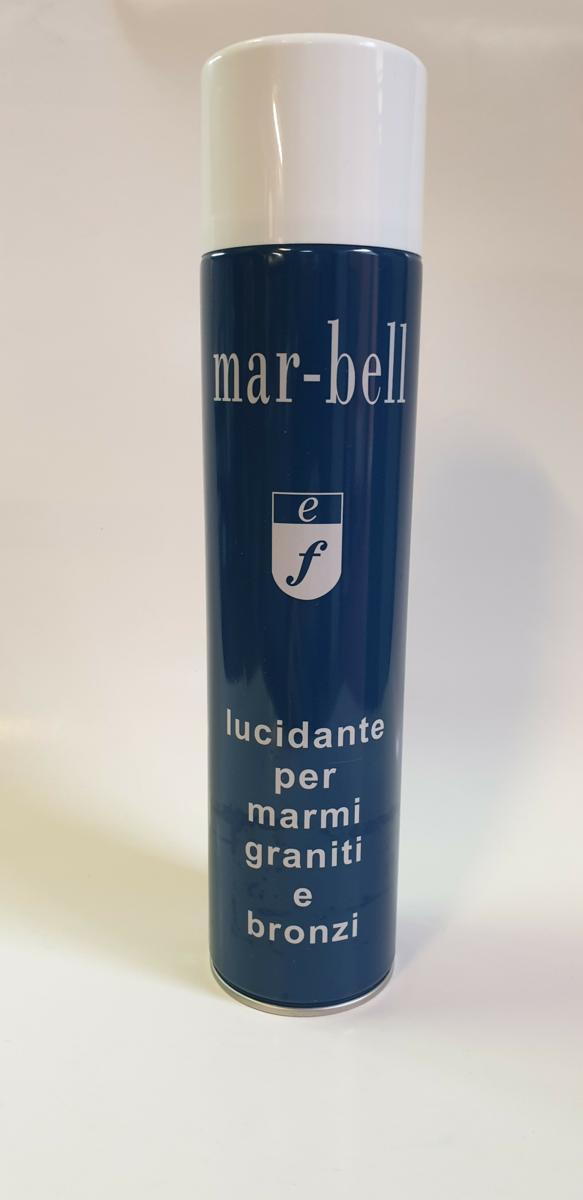 mar-bell
e
f
lucidante
per
marmi
graniti
e
bronzi